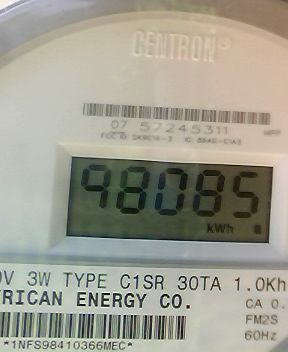 CENTRON®
07 57245311
98085
kWh
V 3W TYPE C1SR 30TA 1.0Kh
RICAN ENERGY CO.
CA 0.
FM2S
60Hz
*1NFS98410366MEC*